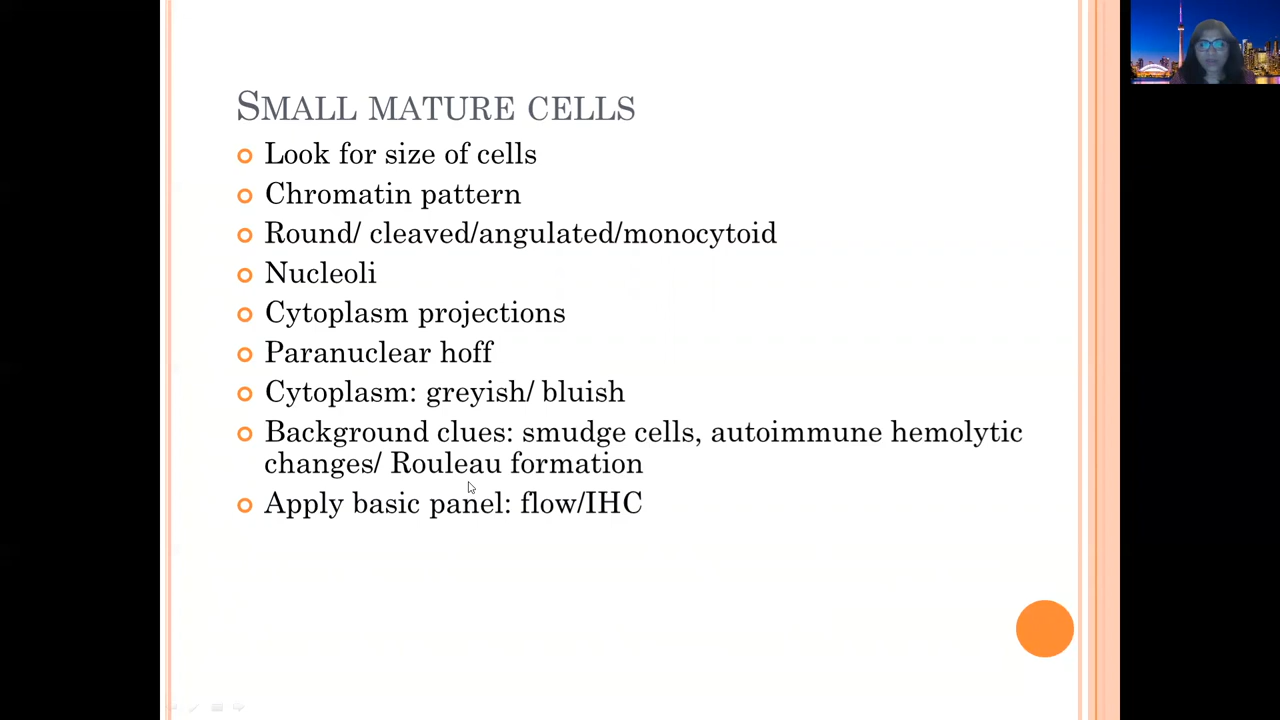 SMALL MATURE CELLS
Look for size of cells
Chromatin pattern
Round/ cleaved/angulated/monocytoid
Nucleoli
Cytoplasm projections
Paranuclear hoff
Cytoplasm: greyish/ bluish
Background clues: smudge cells, autoimmune hemolytic
changes/ Rouleau formation
Apply basic panel: flow/IHC